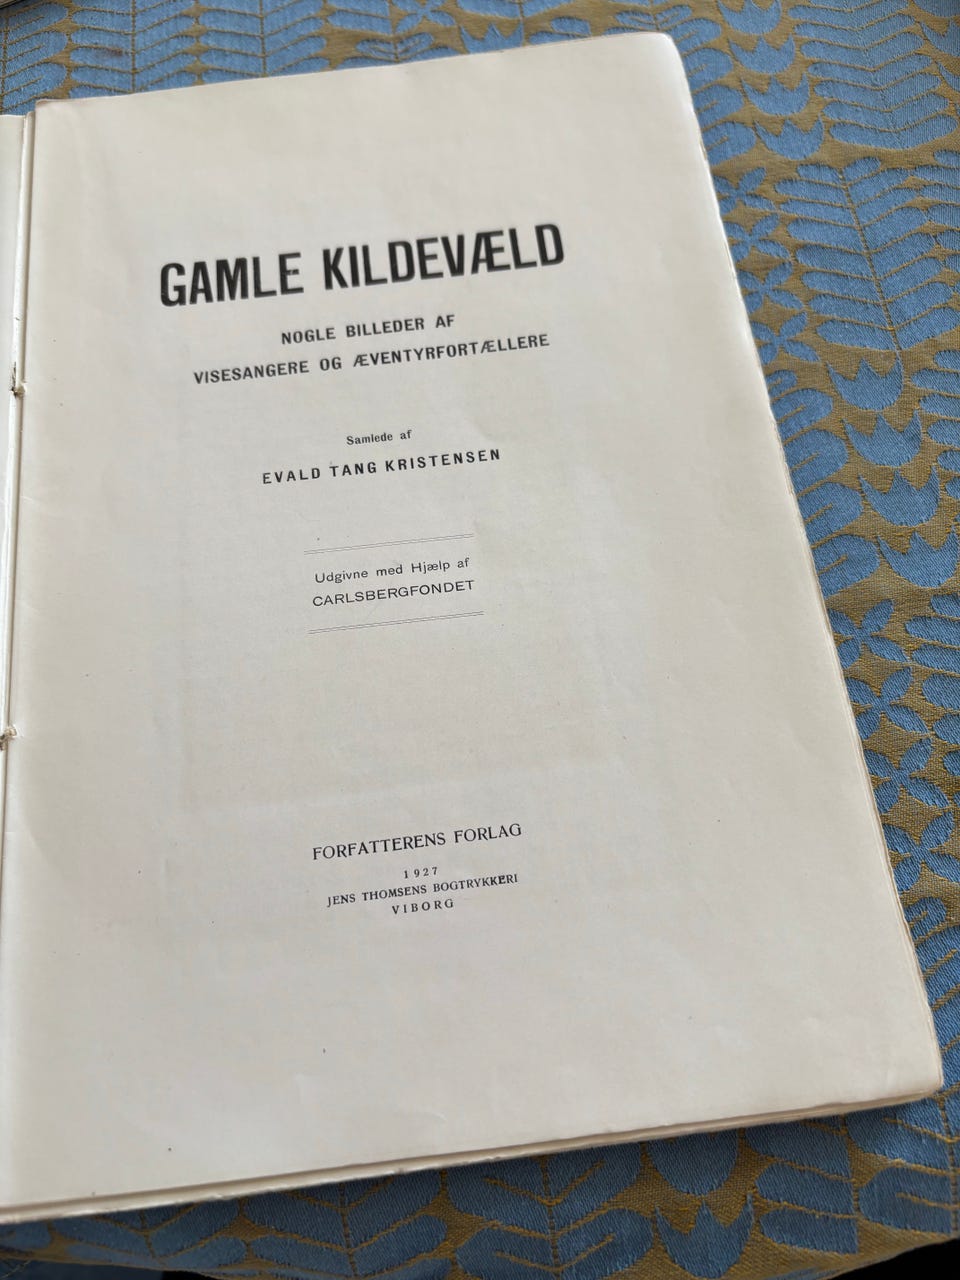 GAMLE KILDEVÆLD
NOGLE BILLEDER AF
VISESANGERE OG ÆVENTYRFORTÆLLERE
Samlede af
EVALD TANG KRISTENSEN
Udgivne med Hjælp af
CARLSBERGFONDET
FORFATTERENS FORLAG
1927
JENS THOMSENS BOGTRYKKERI
VIBORG